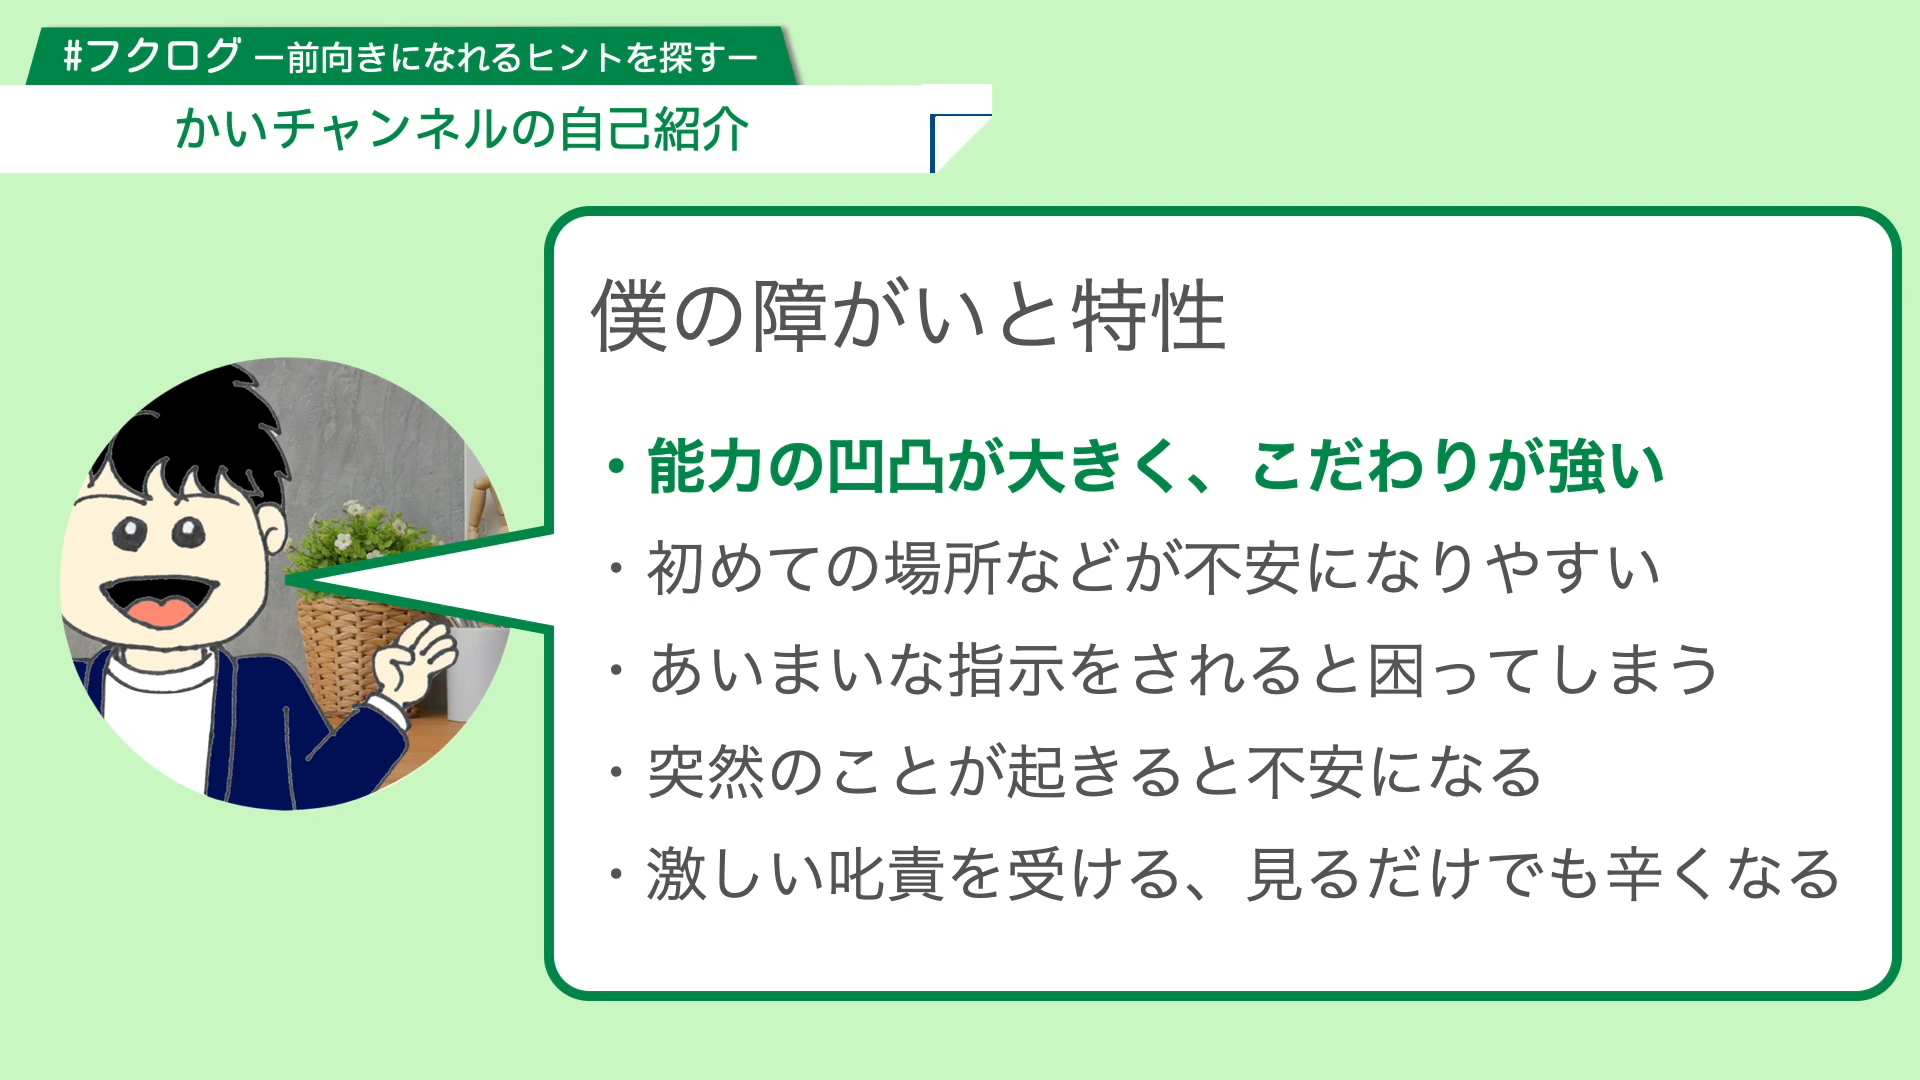 #フクログ ー前向きになれるヒントを探すー
かいチャンネルの自己紹介
僕の障がいと特性
・能力の凹凸が大きく、こだわりが強い
・初めての場所などが不安になりやすい
・あいまいな指示をされると困ってしまう
・突然のことが起きると不安になる
・激しい叱責を受ける、見るだけでも辛くなる